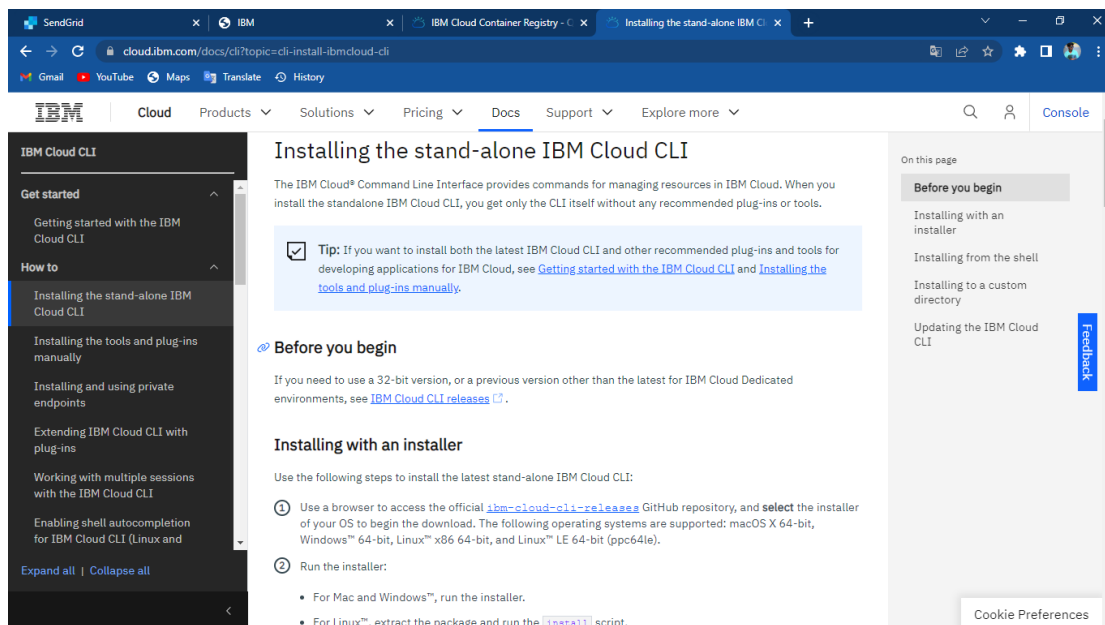 SendGrid
IBM
IBM Cloud Container Registry - C
Installing the stand-alone IBM Cl
cloud.ibm.com/docs/cli?topic=cli-install-ibmcloud-cli
Gmail YouTube Maps Translate History
IBM Cloud Products Solutions Pricing Docs Support Explore more Console
IBM Cloud CLI
Get started
Getting started with the IBM
Cloud CLI
How to
Installing the stand-alone IBM
Cloud CLI
Installing the tools and plug-ins
manually
Installing and using private
endpoints
Extending IBM Cloud CLI with
plug-ins
Working with multiple sessions
with the IBM Cloud CLI
Enabling shell autocompletion
for IBM Cloud CLI (Linux and
Expand all | Collapse all
Installing the stand-alone IBM Cloud CLI
The IBM Cloud® Command Line Interface provides commands for managing resources in IBM Cloud. When you
install the standalone IBM Cloud CLI, you get only the CLI itself without any recommended plug-ins or tools.
Tip: If you want to install both the latest IBM Cloud CLI and other recommended plug-ins and tools for
developing applications for IBM Cloud, see Getting started with the IBM Cloud CLI and Installing the
tools and plug-ins manually.
Before you begin
If you need to use a 32-bit version, or a previous version other than the latest for IBM Cloud Dedicated
environments, see IBM Cloud CLI releases.
Installing with an installer
Use the following steps to install the latest stand-alone IBM Cloud CLI:
1 Use a browser to access the official ibm-cloud-cli-releases GitHub repository, and select the installer
of your OS to begin the download. The following operating systems are supported: macOS X 64-bit,
Windows™ 64-bit, Linux™ x86 64-bit, and Linux™ LE 64-bit (ppc64le).
2 Run the installer:
• For Mac and Windows™, run the installer.
• For Linux™, extract the package and run the install script.
On this page
Before you begin
Installing with an
installer
Installing from the shell
Installing to a custom
directory
Updating the IBM Cloud
CLI
Feedback
Cookie Preferences